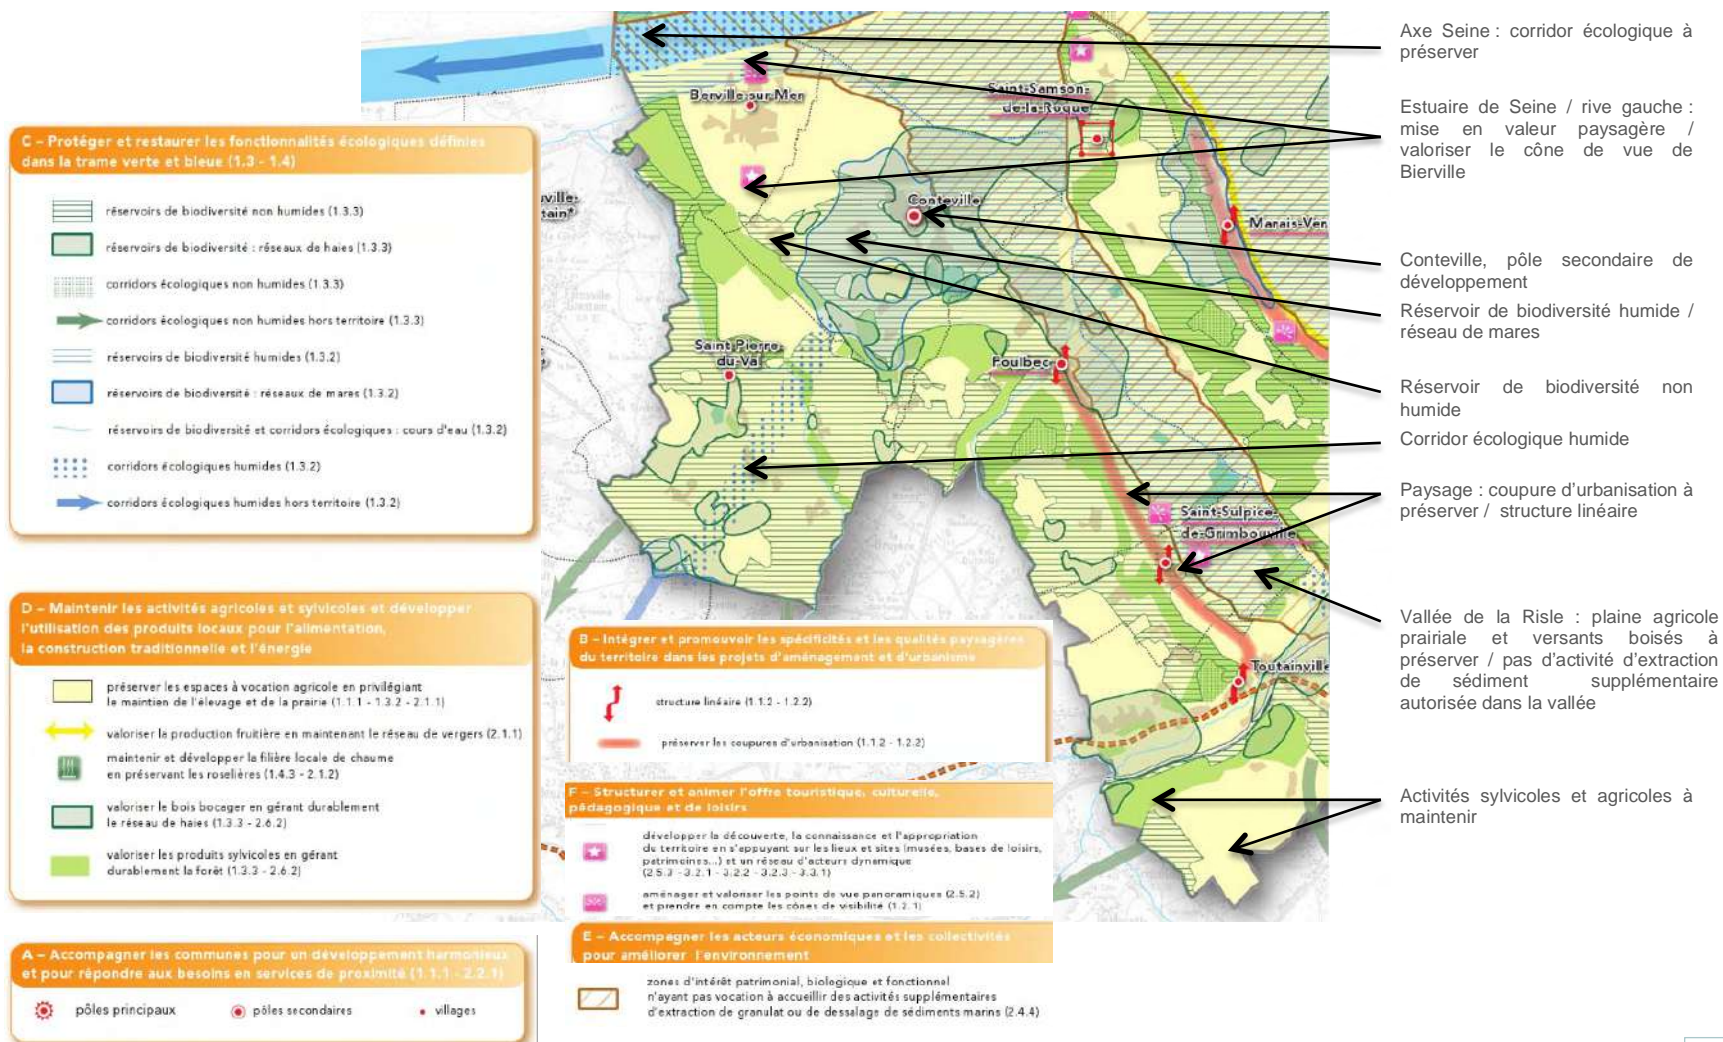 Axe Seine : corridor écologique à
préserver
Estuaire de Seine / rive gauche :
mise en valeur paysagère /
valoriser le cône de vue de
Bierville
Conteville, pôle secondaire de
développement
Réservoir de biodiversité humide /
réseau de mares
Réservoir de biodiversité non
humide
Corridor écologique humide
Paysage : coupure d'urbanisation à
préserver / structure linéaire
Vallée de la Risle : plaine agricole
prairiale et versants boisés à
préserver / pas d'activité d'extraction
de sédiment supplémentaire
autorisée dans la vallée
Activités sylvicoles et agricoles à
maintenir
Berville-sur-Mer
Saint-Samson-
de-la-Roque
Conteville
Marais-Ver
uville-
tain*
Saint Pierre
du-Val
Foulbec
Saint-Sulpice-
de-Grimbouville
Toutainville
C – Protéger et restaurer les fonctionnalités écologiques définies
dans la trame verte et bleue (1.3 - 1.4)
réservoirs de biodiversité non humides (1.3.3)
réservoirs de biodiversité : réseaux de haies (1.3.3)
corridors écologiques non humides (1.3.3)
corridors écologiques non humides hors territoire (1.3.3)
réservoirs de biodiversité humides (1.3.2)
réservoirs de biodiversité : réseaux de mares (1.3.2)
réservoirs de biodiversité et corridors écologiques : cours d'eau (1.3.2)
corridors écologiques humides (1.3.2)
corridors écologiques humides hors territoire (1.3.2)
D – Maintenir les activités agricoles et sylvicoles et développer
l'utilisation des produits locaux pour l'alimentation,
la construction traditionnelle et l'énergie
préserver les espaces à vocation agricole en privilégiant
le maintien de l'élevage et de la prairie (1.1.1 - 1.3.2 - 2.1.1)
valoriser la production fruitière en maintenant le réseau de vergers (2.1.1)
maintenir et développer la filière locale de chaume
en préservant les roselières (1.4.3 - 2.1.2)
valoriser le bois bocager en gérant durablement
le réseau de haies (1.3.3 - 2.6.2)
valoriser les produits sylvicoles en gérant
durablement la forêt (1.3.3 - 2.6.2)
B – Intégrer et promouvoir les spécificités et les qualités paysagères
du territoire dans les projets d'aménagement et d'urbanisme
structure linéaire (1.1.2 - 1.2.2)
préserver les coupures d'urbanisation (1.1.2 - 1.2.2)
F – Structurer et animer l'offre touristique, culturelle,
pédagogique et de loisirs
développer la découverte, la connaissance et l'appropriation
du territoire en s'appuyant sur les lieux et sites (musées, bases de loisirs,
patrimoines...) et un réseau d'acteurs dynamique
(2.5.3 - 3.2.1 - 3.2.2 - 3.2.3 - 3.3.1)
aménager et valoriser les points de vue panoramiques (2.5.2)
et prendre en compte les cônes de visibilité (1.2.1)
A – Accompagner les communes pour un développement harmonieux
et pour répondre aux besoins en services de proximité (1.1.1 - 2.2.1)
pôles principaux
pôles secondaires
villages
E – Accompagner les acteurs économiques et les collectivités
pour améliorer l'environnement
zones d'intérêt patrimonial, biologique et fonctionnel
n'ayant pas vocation à accueillir des activités supplémentaires
d'extraction de granulat ou de dessalage de sédiments marins (2.4.4)